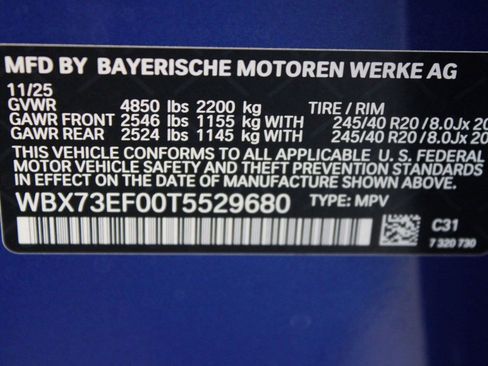 MFD BY BAYERISCHE MOTOREN WERKE AG
11/25
GVWR 4850 lbs 2200 kg TIRE / RIM
GAWR FRONT 2546 lbs 1155 kg WITH 245/40 R20 / 8.0Jx 20
GAWR REAR 2524 lbs 1145 kg WITH 245/40 R20 / 8.0Jx 20
THIS VEHICLE CONFORMS TO ALL APPLICABLE U.S. FEDERAL
MOTOR VEHICLE SAFETY AND THEFT PREVENTION STANDARDS
IN EFFECT ON THE DATE OF MANUFACTURE SHOWN ABOVE.
WBX73EF00T5529680 TYPE: MPV
C31
7 320 730